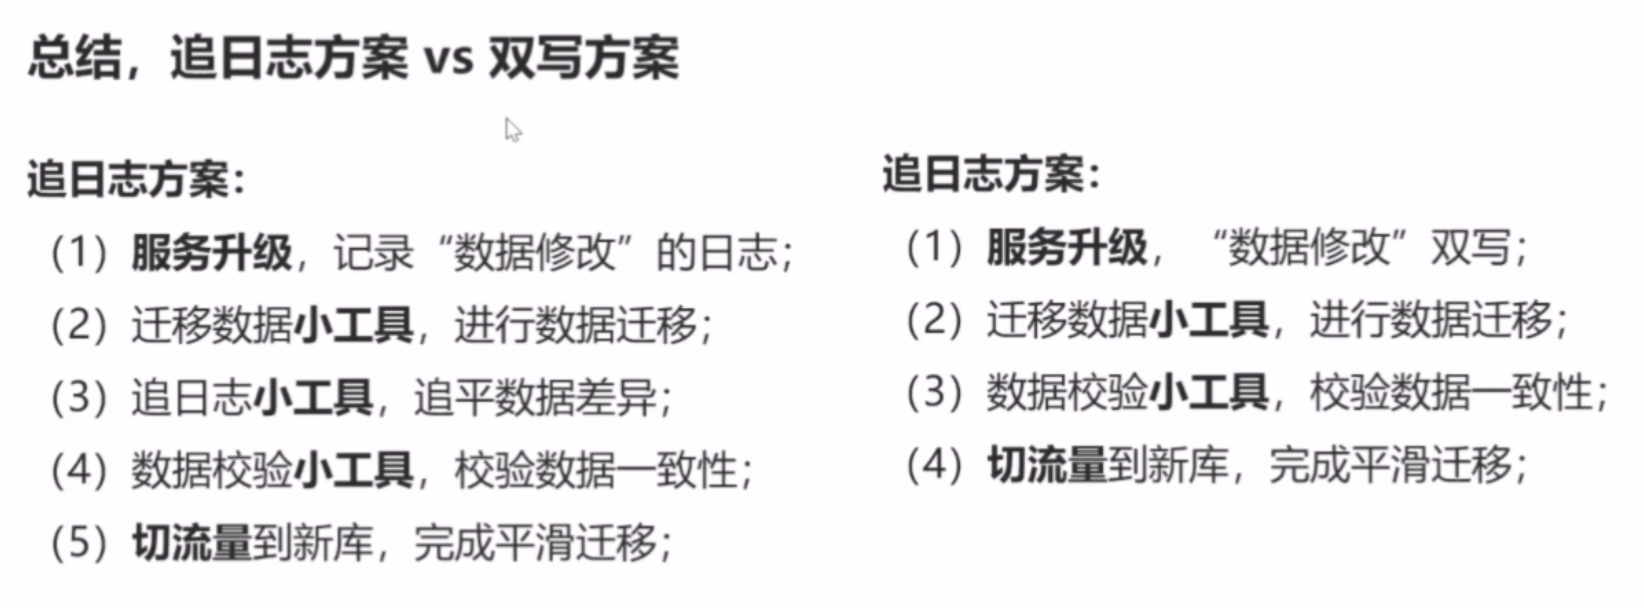 总结，追日志方案 vs 双写方案
追日志方案：
（1）服务升级，记录“数据修改”的日志；
（2）迁移数据小工具，进行数据迁移；
（3）追日志小工具，追平数据差异；
（4）数据校验小工具，校验数据一致性；
（5）切流量到新库，完成平滑迁移；
追日志方案：
（1）服务升级，“数据修改”双写；
（2）迁移数据小工具，进行数据迁移；
（3）数据校验小工具，校验数据一致性；
（4）切流量到新库，完成平滑迁移；